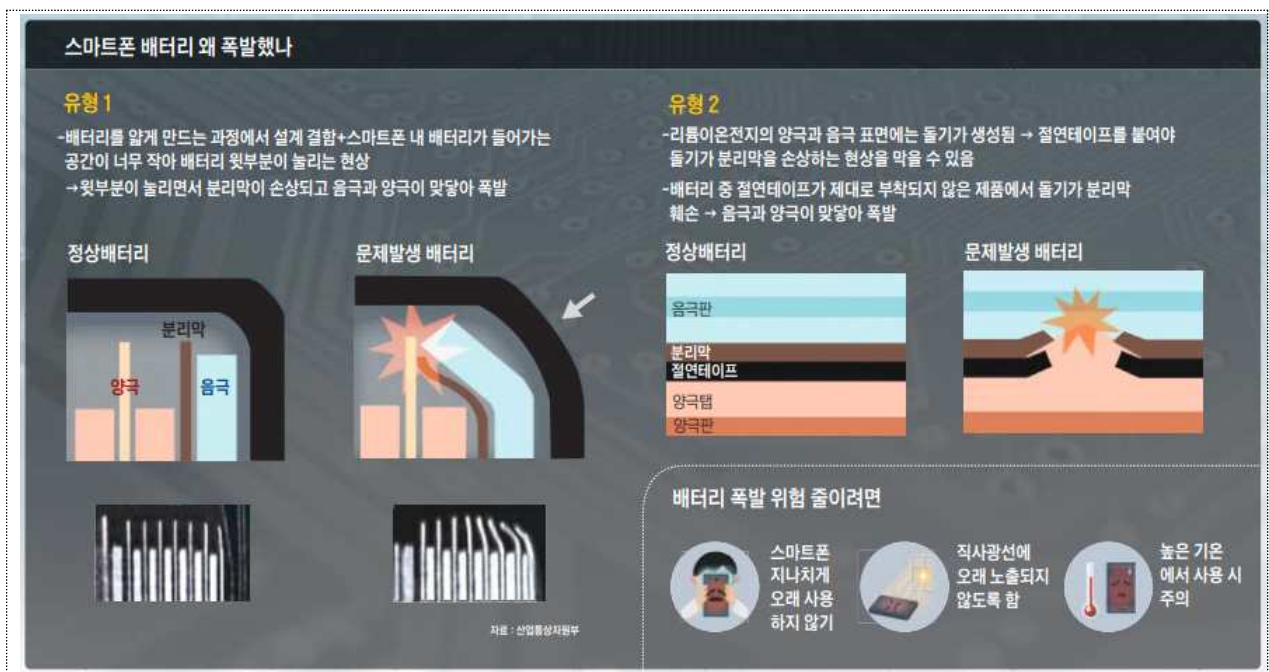 스마트폰 배터리 왜 폭발했나
유형 1
-배터리를 얇게 만드는 과정에서 설계 결함+스마트폰 내 배터리가 들어가는
공간이 너무 작아 배터리 윗부분이 눌리는 현상
→윗부분이 눌리면서 분리막이 손상되고 음극과 양극이 맞닿아 폭발
정상배터리
문제발생 배터리
분리막
양극
음극
자료 : 산업통상자원부
유형 2
-리튬이온전지의 양극과 음극 표면에는 돌기가 생성됨 → 절연테이프를 붙여야
돌기가 분리막을 손상하는 현상을 막을 수 있음
-배터리 중 절연테이프가 제대로 부착되지 않은 제품에서 돌기가 분리막
훼손 → 음극과 양극이 맞닿아 폭발
정상배터리
문제발생 배터리
음극판
분리막
절연테이프
양극탭
양극판
배터리 폭발 위험 줄이려면
스마트폰
지나치게
오래 사용
하지 않기
직사광선에
오래 노출되지
않도록 함
높은 기온
에서 사용 시
주의